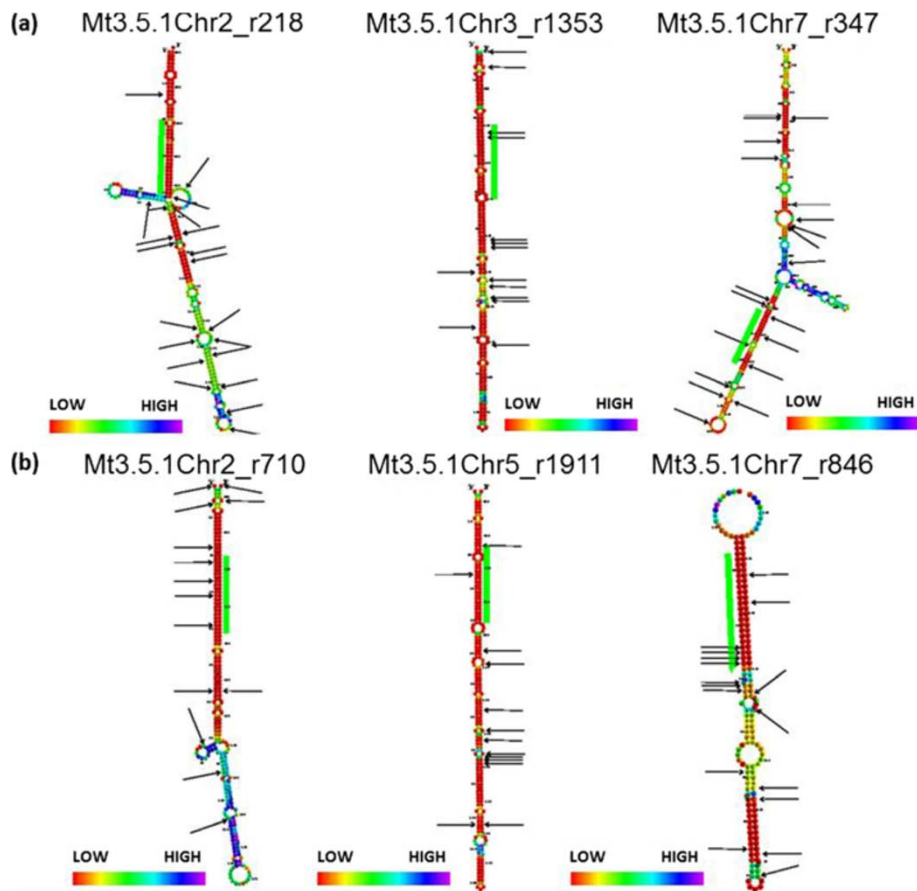 (a) Mt3.5.1Chr2_r218 Mt3.5.1Chr3_r1353 Mt3.5.1Chr7_r347
LOW HIGH LOW HIGH LOW HIGH
(b) Mt3.5.1Chr2_r710 Mt3.5.1Chr5_r1911 Mt3.5.1Chr7_r846
LOW HIGH LOW HIGH LOW HIGH